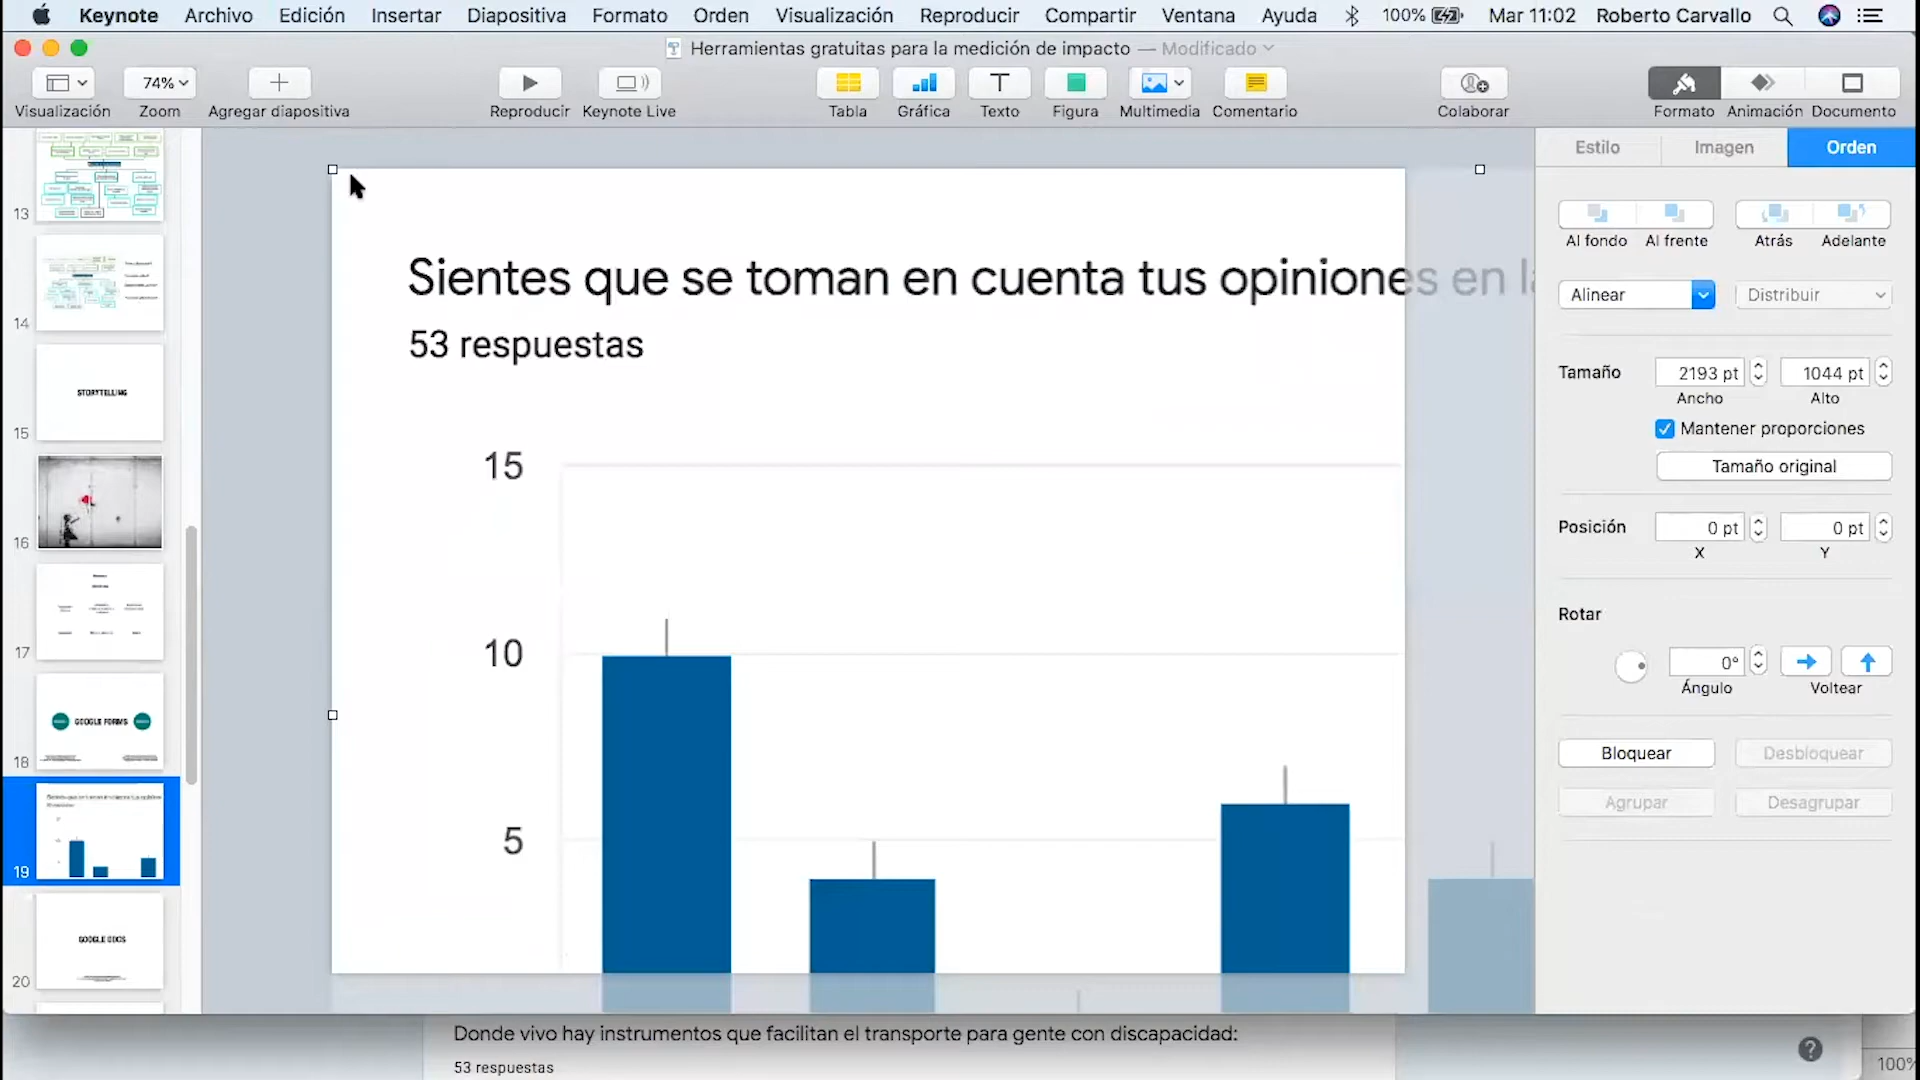 Keynote Archivo Edición Insertar Diapositiva Formato Orden Visualización Reproducir Compartir Ventana Ayuda 100% Mar 11:02 Roberto Carvallo
Herramientas gratuitas para la medición de impacto — Modificado
74%
Visualización Zoom Agregar diapositiva Reproducir Keynote Live Tabla Gráfica Texto Figura Multimedia Comentario Colaborar Formato Animación Documento
Estilo Imagen Orden
13
14
STORYTELLING
15
16
17
GOOGLE FORMS
18
19
GOOGLE DOCS
20
Sientes que se toman en cuenta tus opiniones en la
53 respuestas
15
10
5
Al fondo Al frente Atrás Adelante
Alinear Distribuir
Tamaño 2193 pt 1044 pt
Ancho Alto
Mantener proporciones
Tamaño original
Posición 0 pt 0 pt
X Y
Rotar
0°
Ángulo Voltear
Bloquear Desbloquear
Agrupar Desagrupar
Donde vivo hay instrumentos que facilitan el transporte para gente con discapacidad:
53 respuestas
?
100%